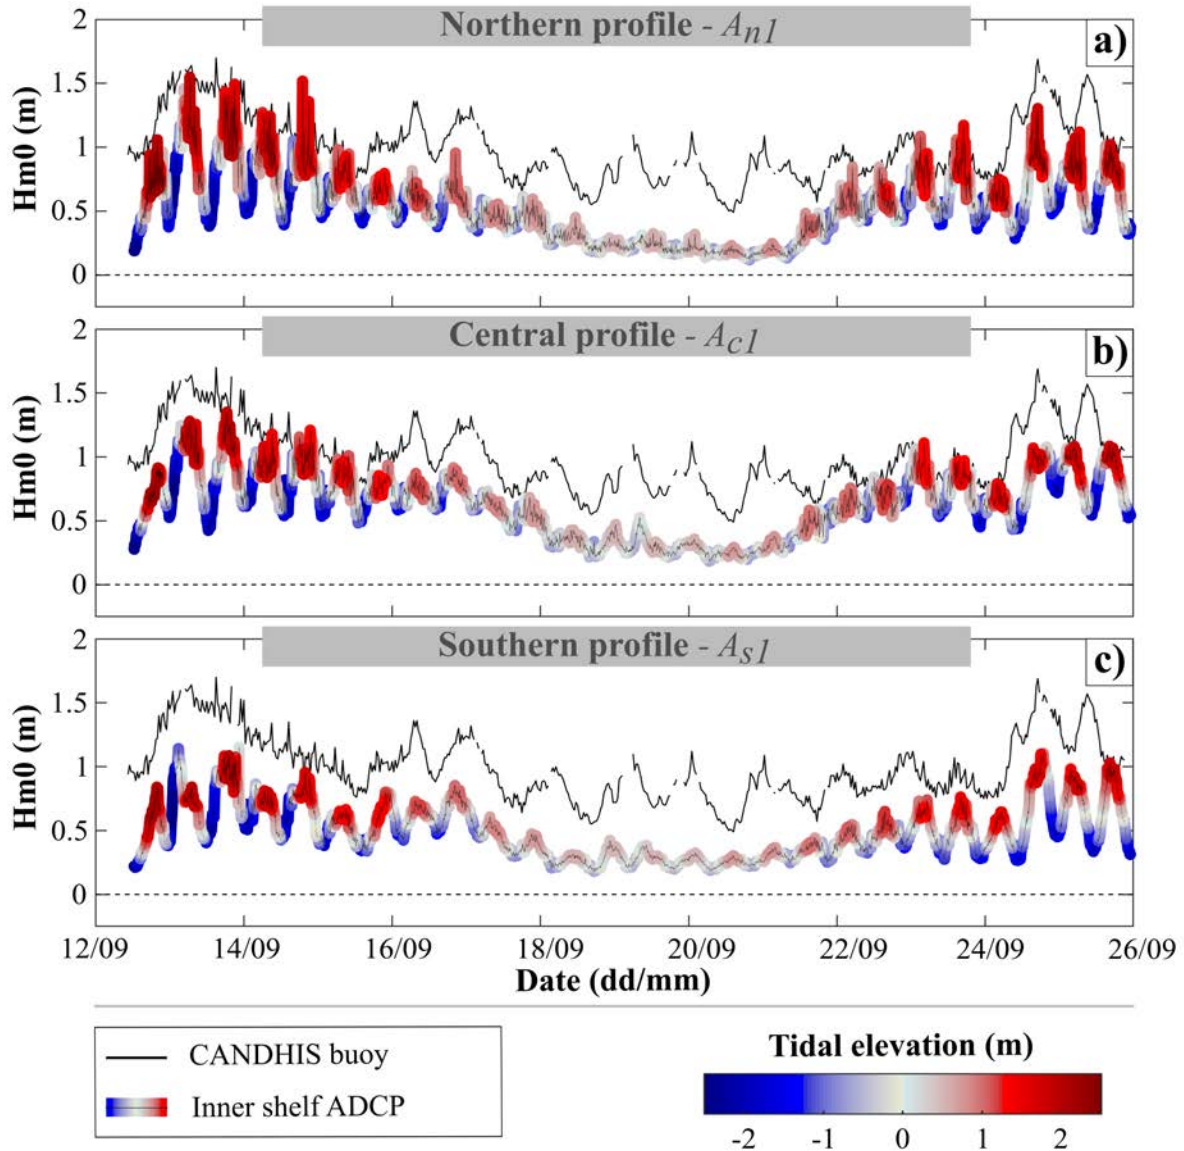 Northern profile - An1
a)
2
1.5
1
0.5
0
Hm0 (m)
Central profile - Ac1
b)
2
1.5
1
0.5
0
Hm0 (m)
Southern profile - As1
c)
2
1.5
1
0.5
0
Hm0 (m)
12/09 14/09 16/09 18/09 20/09 22/09 24/09 26/09
Date (dd/mm)
CANDHIS buoy
Inner shelf ADCP
Tidal elevation (m)
-2 -1 0 1 2